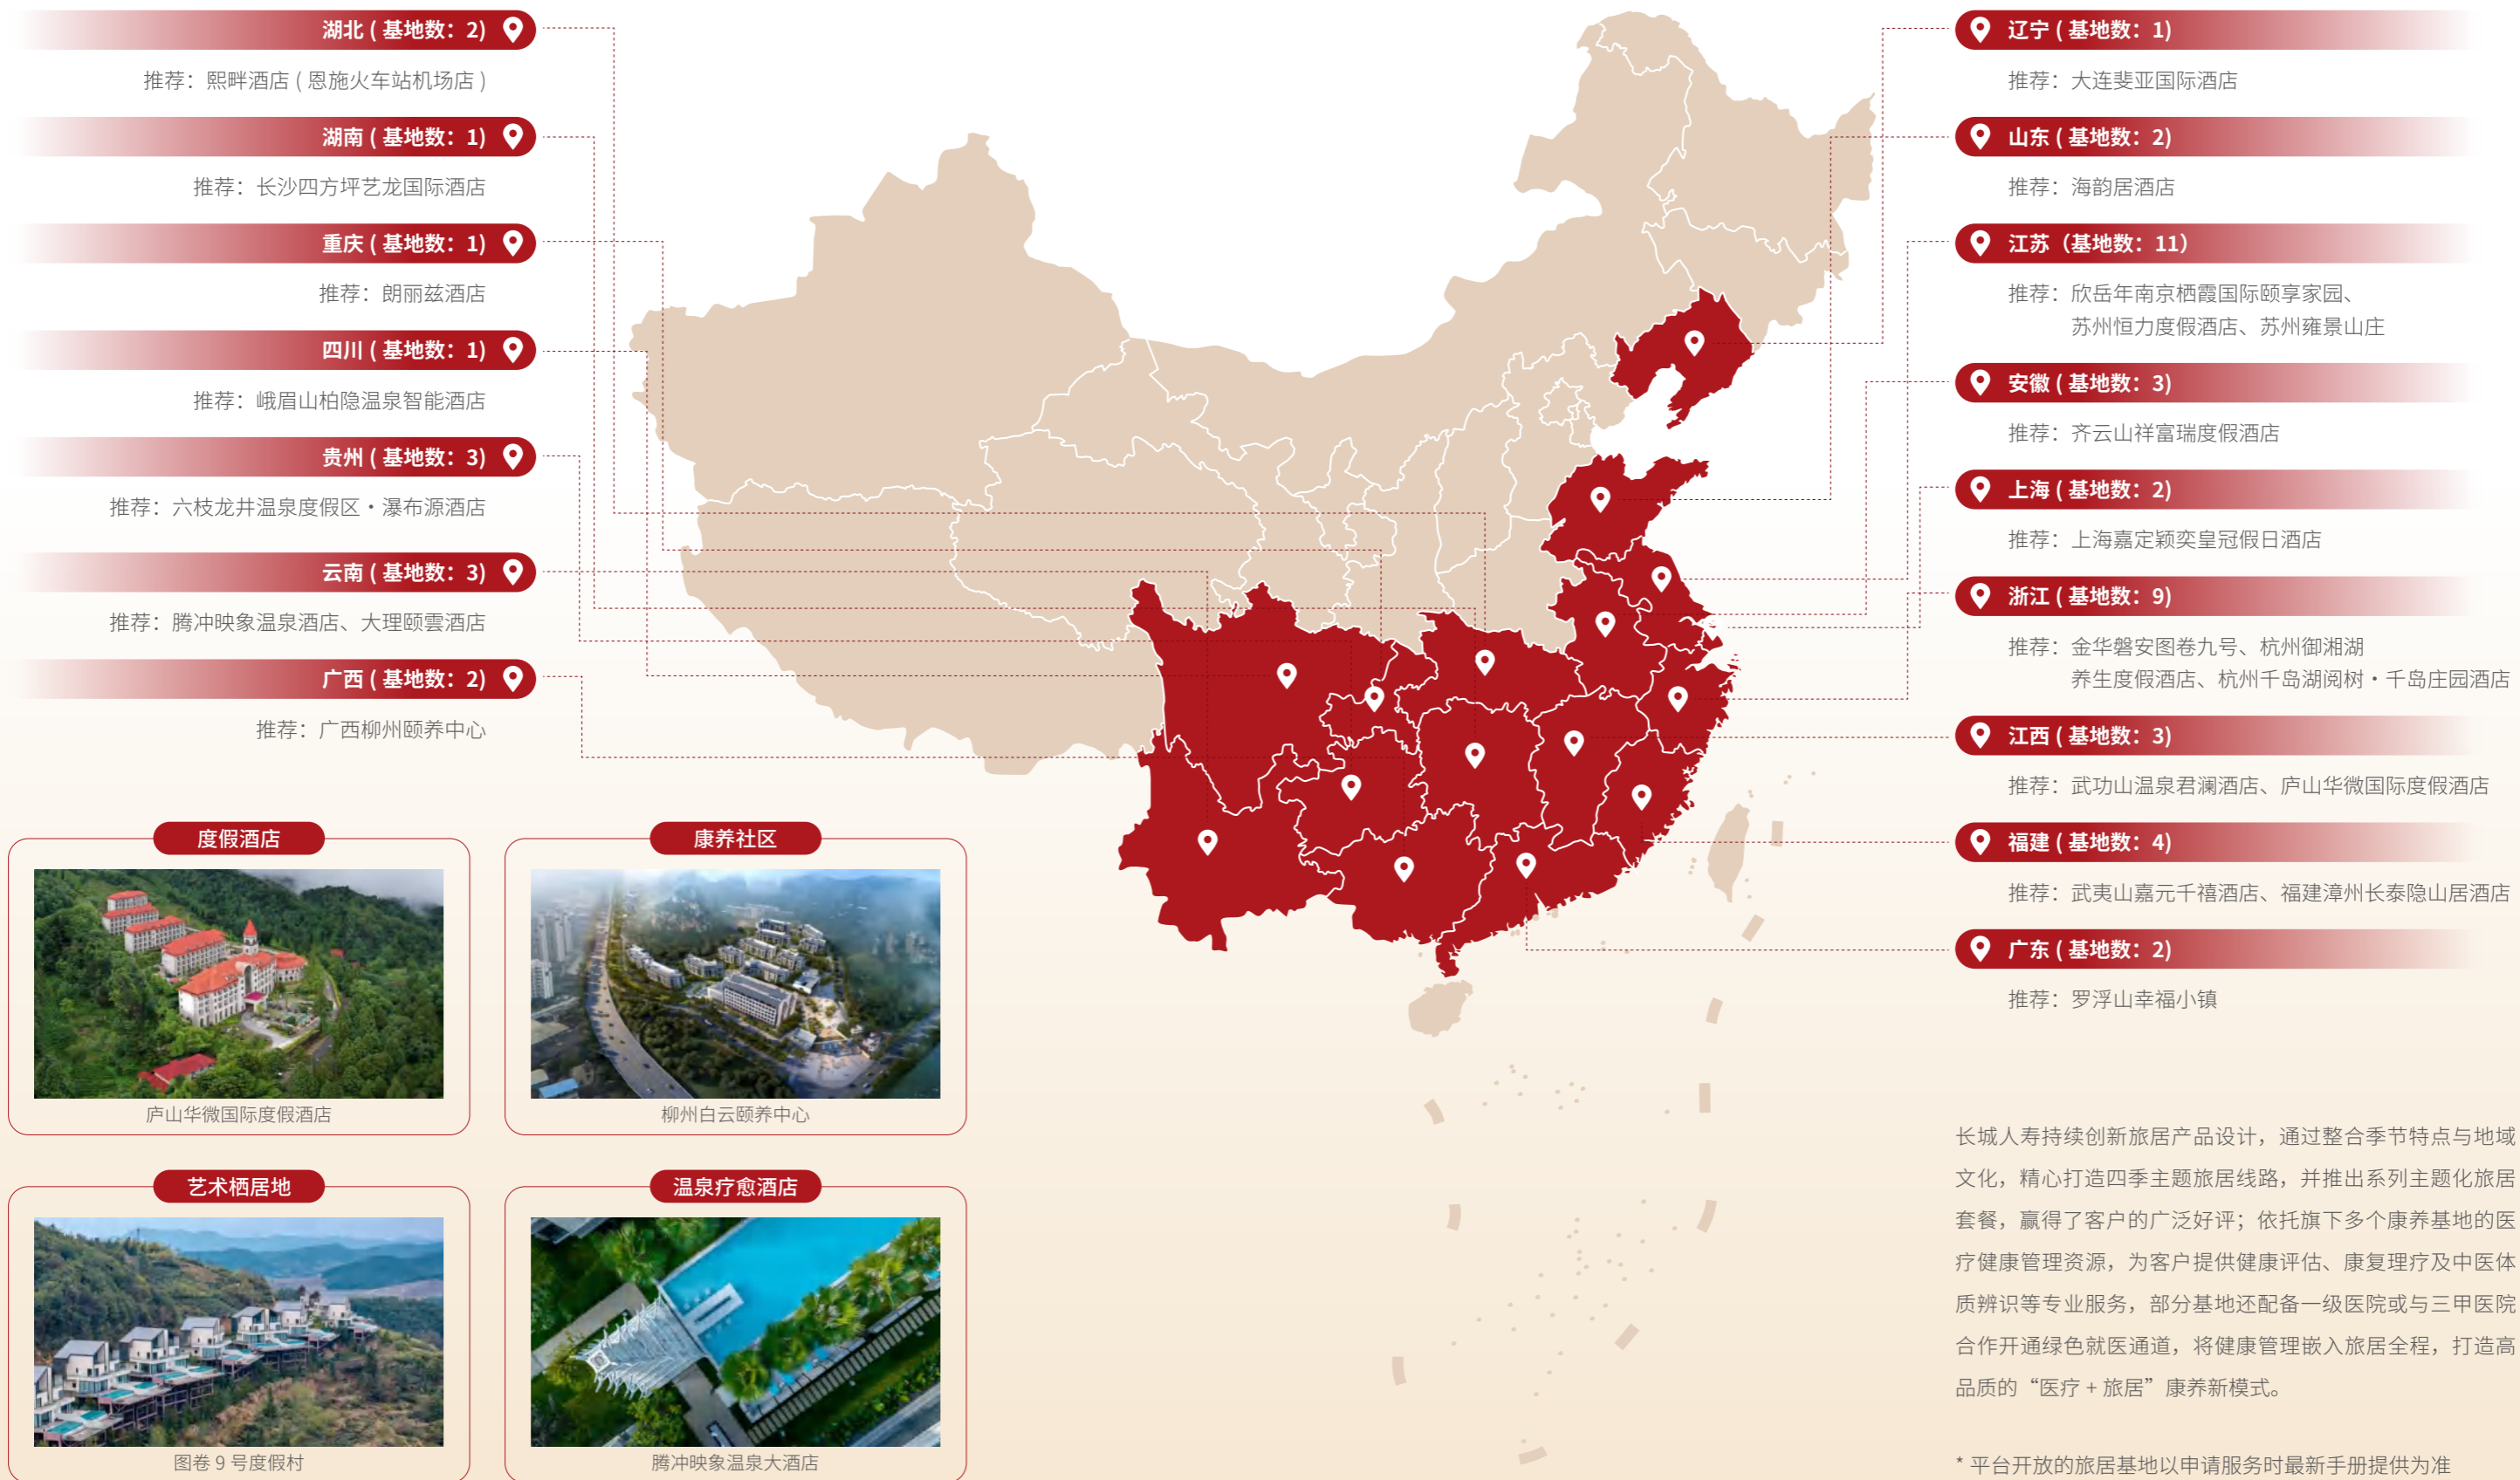 湖北 ( 基地数：2)
推荐：熙畔酒店 ( 恩施火车站机场店 )
湖南 ( 基地数：1)
推荐：长沙四方坪艺龙国际酒店
重庆 ( 基地数：1)
推荐：朗丽兹酒店
四川 ( 基地数：1)
推荐：峨眉山柏隐温泉智能酒店
贵州 ( 基地数：3)
推荐：六枝龙井温泉度假区·瀑布源酒店
云南 ( 基地数：3)
推荐：腾冲映象温泉酒店、大理颐雲酒店
广西 ( 基地数：2)
推荐：广西柳州颐养中心
辽宁 ( 基地数：1)
推荐：大连斐亚国际酒店
山东 ( 基地数：2)
推荐：海韵居酒店
江苏（基地数：11）
推荐：欣岳年南京栖霞国际颐享家园、
苏州恒力度假酒店、苏州雍景山庄
安徽 ( 基地数：3)
推荐：齐云山祥富瑞度假酒店
上海 ( 基地数：2)
推荐：上海嘉定颖奕皇冠假日酒店
浙江 ( 基地数：9)
推荐：金华磐安图卷九号、杭州御湘湖
养生度假酒店、杭州千岛湖阅树·千岛庄园酒店
江西 ( 基地数：3)
推荐：武功山温泉君澜酒店、庐山华微国际度假酒店
福建 ( 基地数：4)
推荐：武夷山嘉元千禧酒店、福建漳州长泰隐山居酒店
广东 ( 基地数：2)
推荐：罗浮山幸福小镇
度假酒店
庐山华微国际度假酒店
康养社区
柳州白云颐养中心
艺术栖居地
图卷 9 号度假村
温泉疗愈酒店
腾冲映象温泉大酒店
长城人寿持续创新旅居产品设计，通过整合季节特点与地域
文化，精心打造四季主题旅居线路，并推出系列主题化旅居
套餐，赢得了客户的广泛好评；依托旗下多个康养基地的医
疗健康管理资源，为客户提供健康评估、康复理疗及中医体
质辨识等专业服务，部分基地还配备一级医院或与三甲医院
合作开通绿色就医通道，将健康管理嵌入旅居全程，打造高
品质的“医疗 + 旅居”康养新模式。
* 平台开放的旅居基地以申请服务时最新手册提供为准